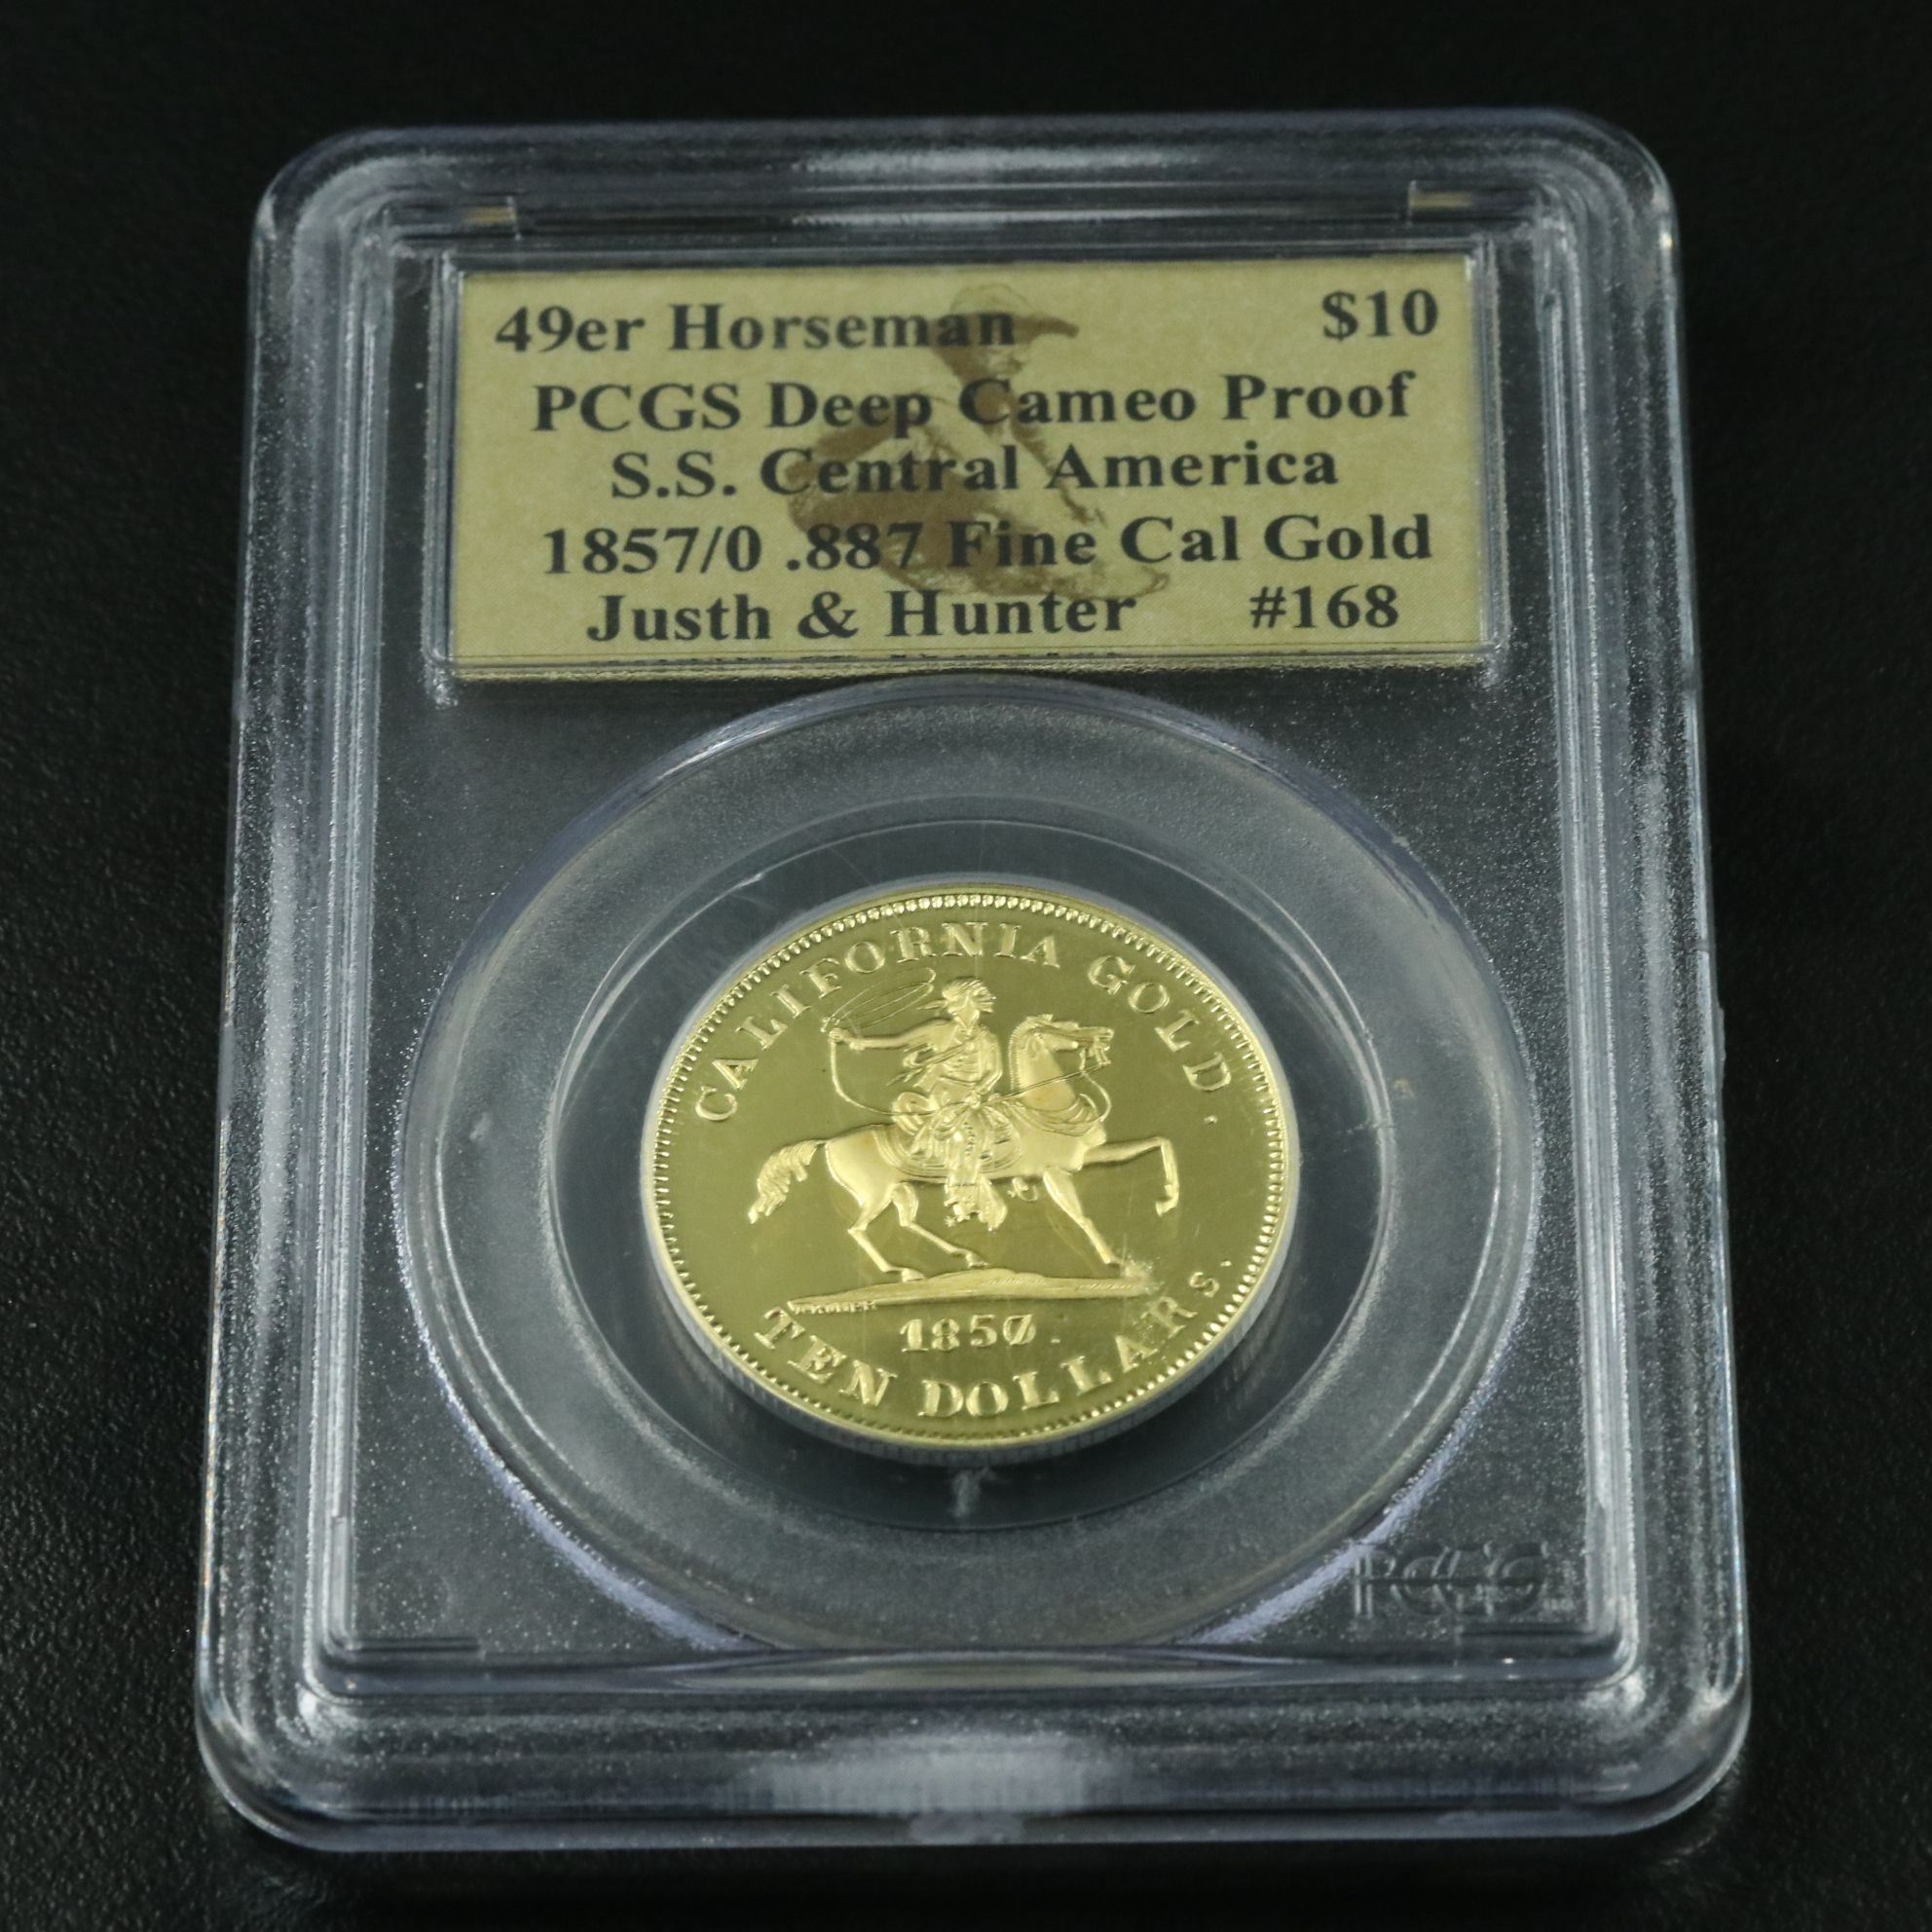 49er Horseman $10
PCGS Deep Cameo Proof
S.S. Central America
1857/0 .887 Fine Cal Gold
Justh & Hunter #168
CALIFORNIA GOLD.
1850.
TEN DOLLARS.
PCGS